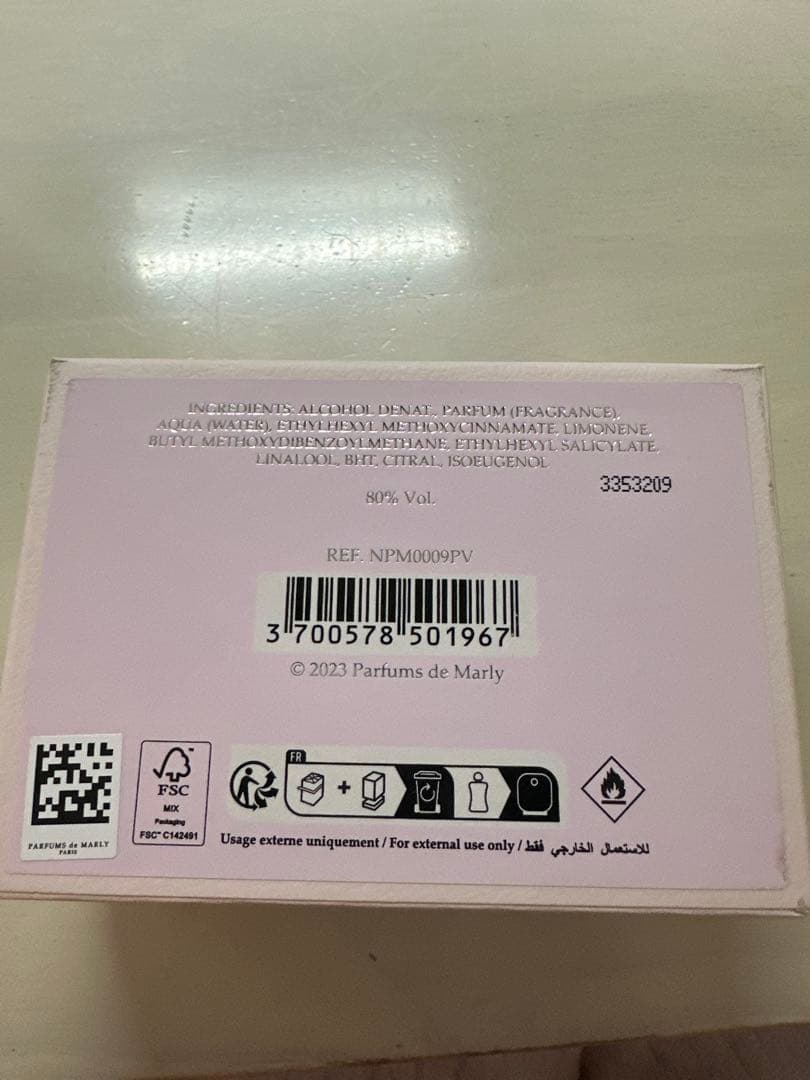 INGREDIENTS: ALCOHOL DENAT., PARFUM (FRAGRANCE),
AQUA (WATER), ETHYLHEXYL METHOXYCINNAMATE, LIMONENE,
BUTYL METHOXYDIBENZOYLMETHANE, ETHYLHEXYL SALICYLATE,
LINALOOL, BHT, CITRAL, ISOEUGENOL
3353209
80% Vol.
REF. NPM0009PV
3 700578 501967
© 2023 Parfums de Marly
PARFUMS de MARLY
PARIS
FSC
MIX
Packaging
FSC™ C142491
FR
+
Usage externe uniquement / For external use only / للاستعمال الخارجي فقط